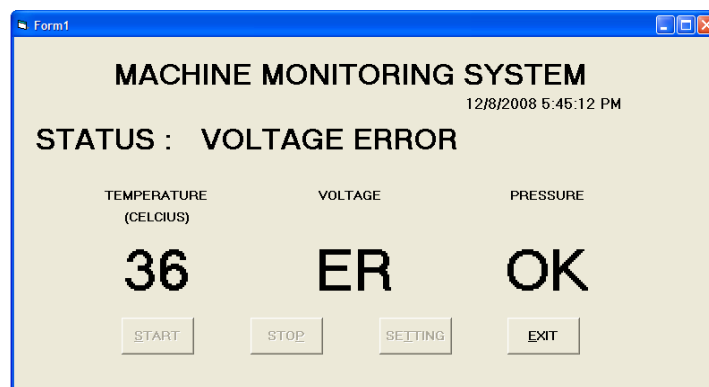 Form1
MACHINE MONITORING SYSTEM
12/8/2008 5:45:12 PM
STATUS : VOLTAGE ERROR
TEMPERATURE VOLTAGE PRESSURE
(CELCIUS)
36 ER OK
START STOP SETTING EXIT